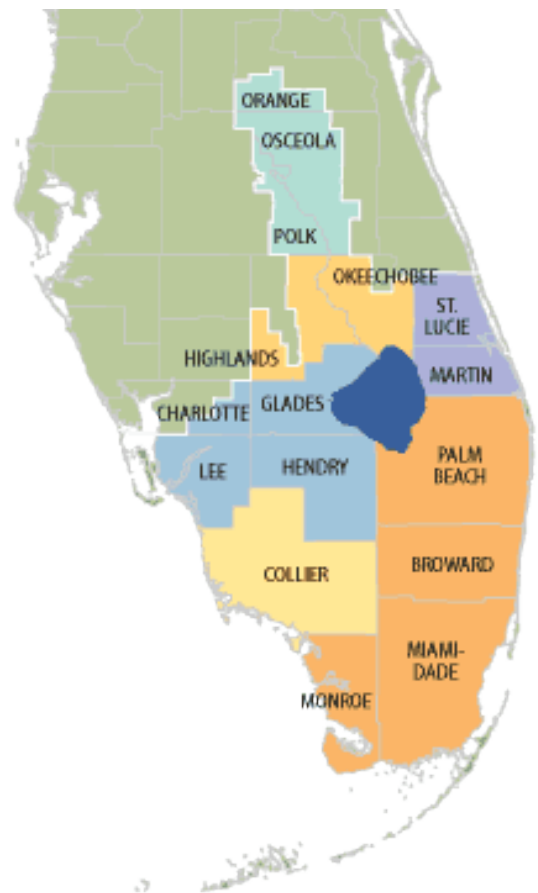 ORANGE
OSCEOLA
POLK
OKEECHOBEE
ST.
LUCIE
HIGHLANDS
MARTIN
CHARLOTTE
GLADES
LEE
HENDRY
PALM
BEACH
COLLIER
BROWARD
MIAMI-
DADE
MONROE